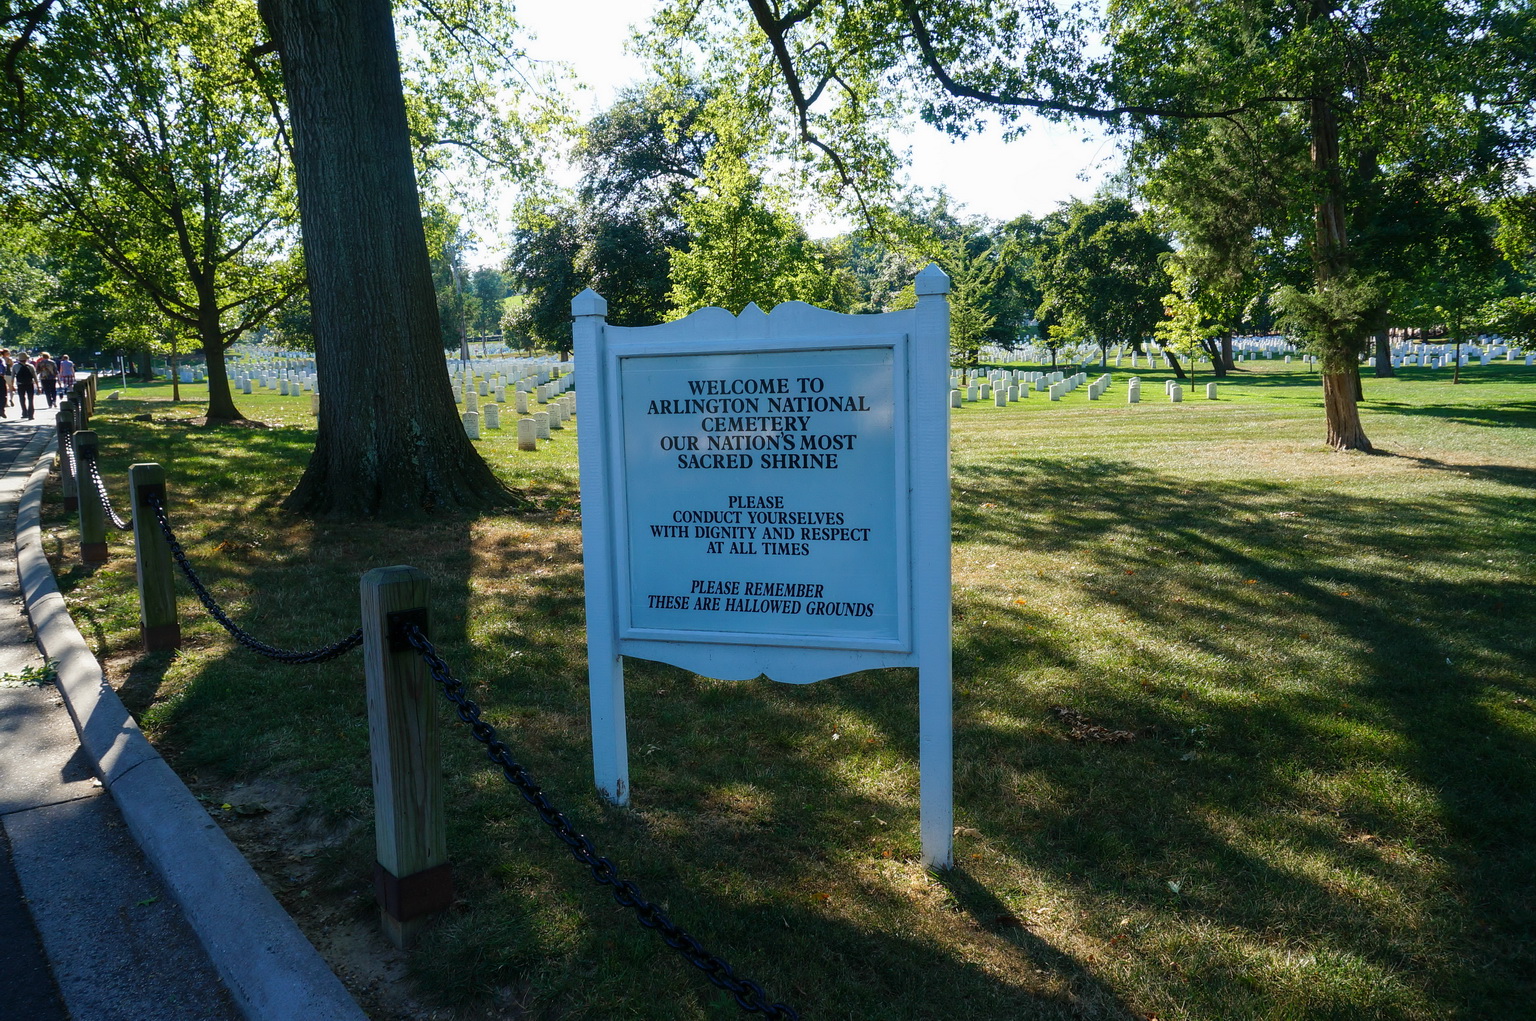 WELCOME TO
ARLINGTON NATIONAL
CEMETERY
OUR NATION'S MOST
SACRED SHRINE
PLEASE
CONDUCT YOURSELVES
WITH DIGNITY AND RESPECT
AT ALL TIMES
PLEASE REMEMBER
THESE ARE HALLOWED GROUNDS